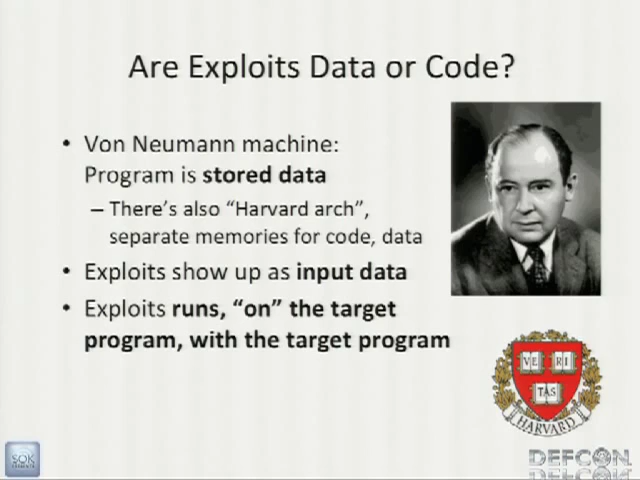 Are Exploits Data or Code?
• Von Neumann machine:
Program is stored data
– There's also "Harvard arch",
separate memories for code, data
• Exploits show up as input data
• Exploits runs, "on" the target
program, with the target program
VE RI
TAS
HARVARD
SOK
DEFCON